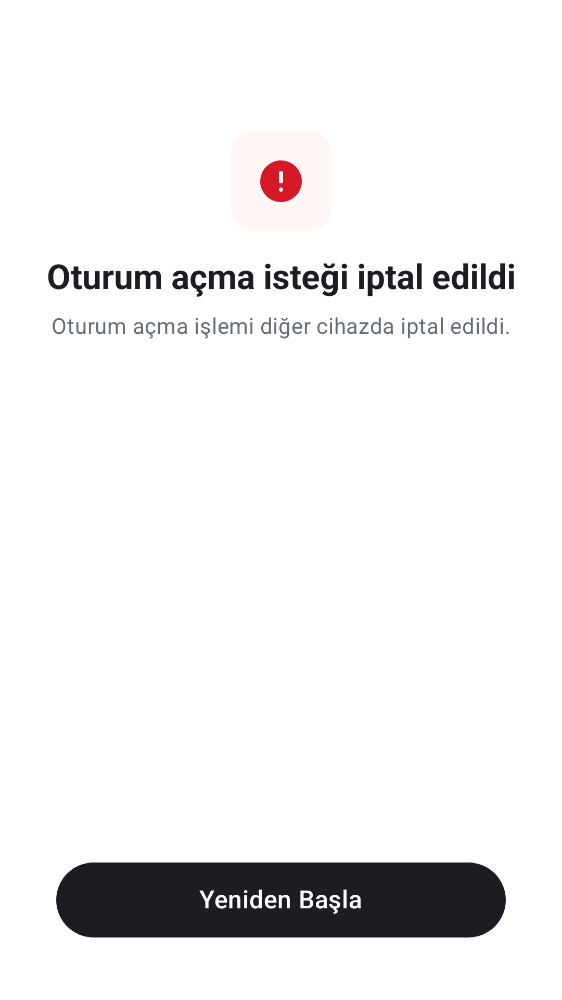 Oturum açma isteği iptal edildi
Oturum açma işlemi diğer cihazda iptal edildi.
Yeniden Başla